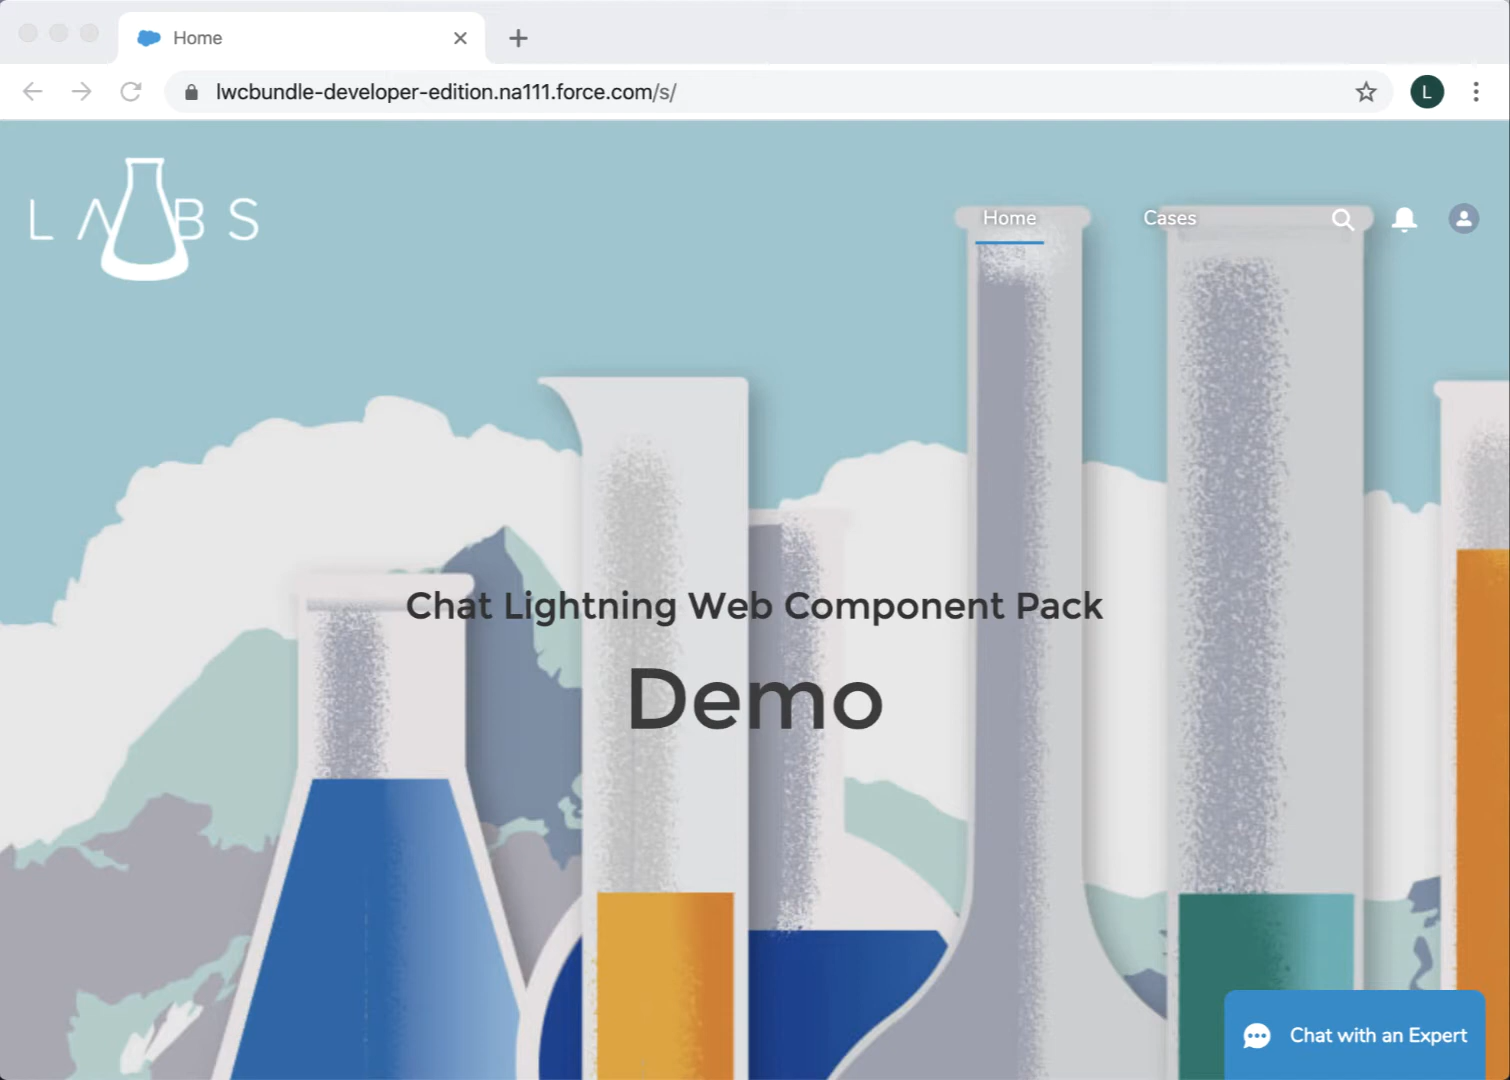 Home
lwcbundle-developer-edition.na111.force.com/s/
L
LABS
Home
Cases
Chat Lightning Web Component Pack
Demo
Chat with an Expert